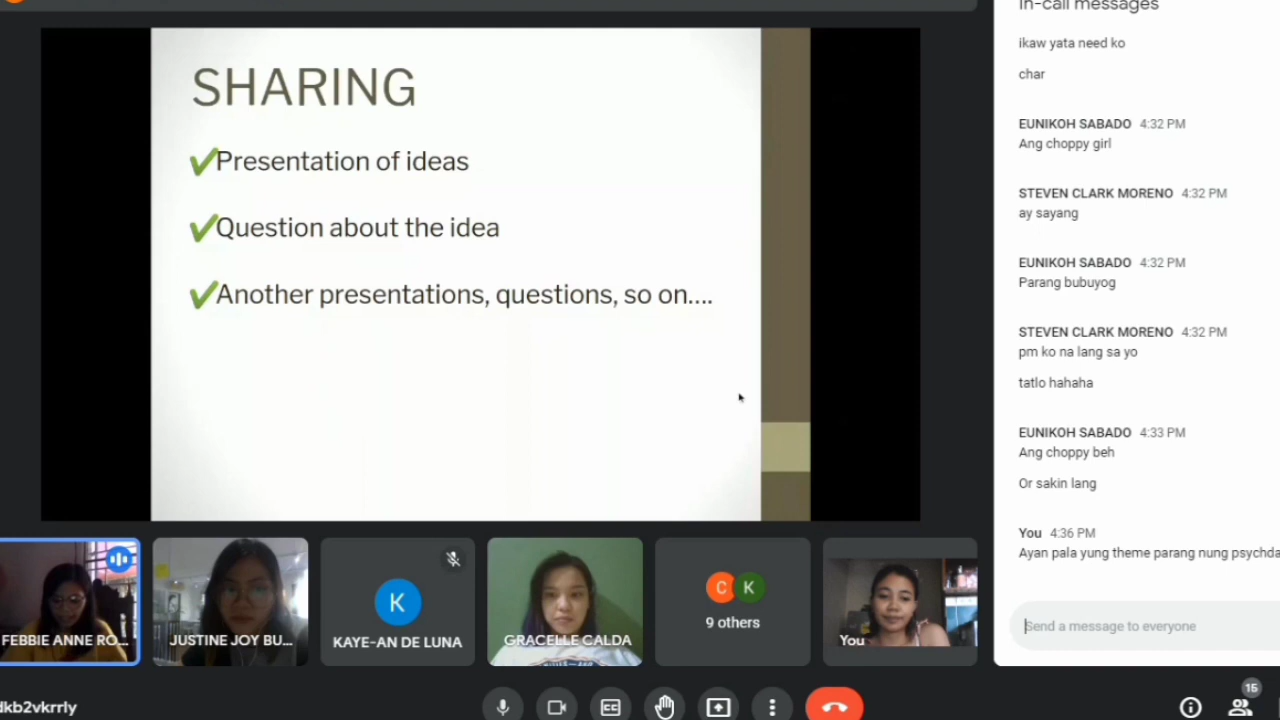 In-call messages
SHARING
✔Presentation of ideas
✔Question about the idea
✔Another presentations, questions, so on....
ikaw yata need ko
char
EUNIKOH SABADO 4:32 PM
Ang choppy girl
STEVEN CLARK MORENO 4:32 PM
ay sayang
EUNIKOH SABADO 4:32 PM
Parang bubuyog
STEVEN CLARK MORENO 4:32 PM
pm ko na lang sa yo
tatlo hahaha
EUNIKOH SABADO 4:33 PM
Ang choppy beh
Or sakin lang
You 4:36 PM
Ayan pala yung theme parang nung psychda
Send a message to everyone
FEBBIE ANNE RO...
JUSTINE JOY BU...
K
KAYE-AN DE LUNA
GRACELLE CALDA
C K
9 others
You
dkb2vkrrly
CC
15